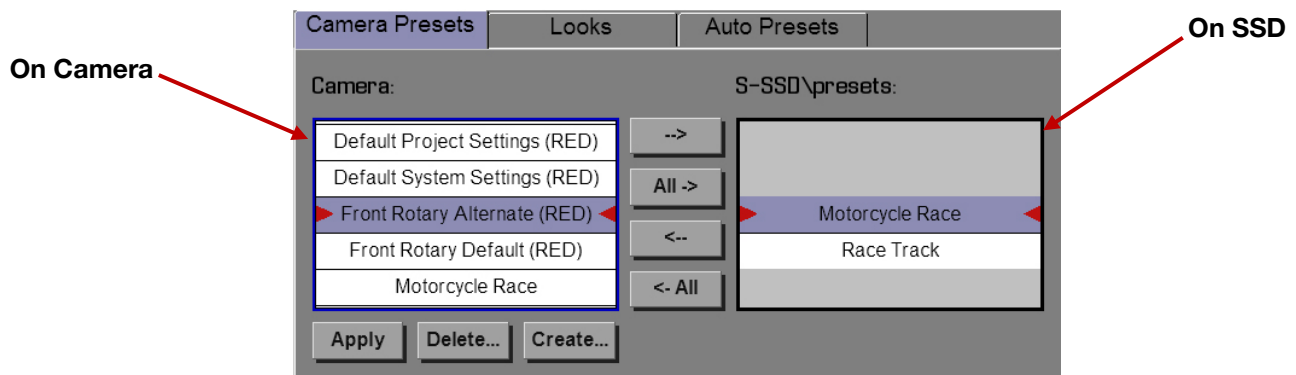 Camera Presets Looks Auto Presets
On SSD
On Camera
Camera: S-SSD\presets:
Default Project Settings (RED)
Default System Settings (RED)
Front Rotary Alternate (RED)
Front Rotary Default (RED)
Motorcycle Race
-->
All ->
<--
<- All
Motorcycle Race
Race Track
Apply Delete... Create...